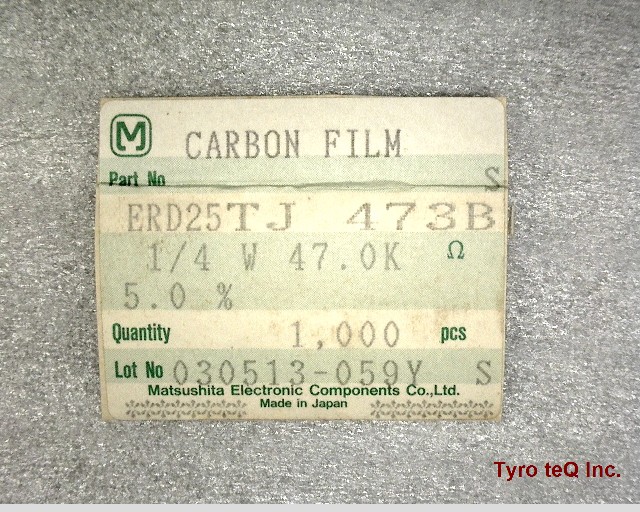 M
CARBON FILM
Part No S
ERD25TJ 473B
1/4 W 47.0K Ω
5.0 %
Quantity 1,000 pcs
Lot No 030513-059Y S
Matsushita Electronic Components Co.,Ltd.
Made in Japan
Tyro teQ Inc.